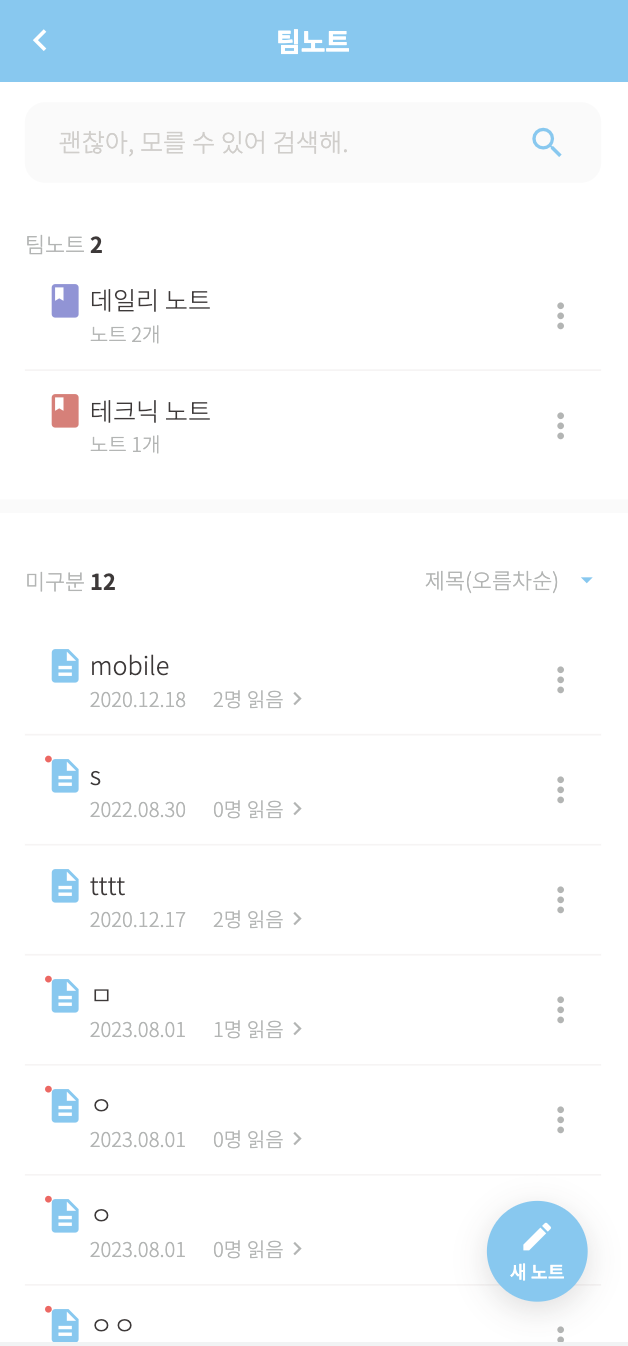 팀노트
괜찮아, 모를 수 있어 검색해.
팀노트 2
데일리 노트
노트 2개
테크닉 노트
노트 1개
미구분 12 제목(오름차순)
mobile
2020.12.18 2명 읽음
s
2022.08.30 0명 읽음
tttt
2020.12.17 2명 읽음
ㅁ
2023.08.01 1명 읽음
ㅇ
2023.08.01 0명 읽음
ㅇ
2023.08.01 0명 읽음
새 노트
ㅇㅇ